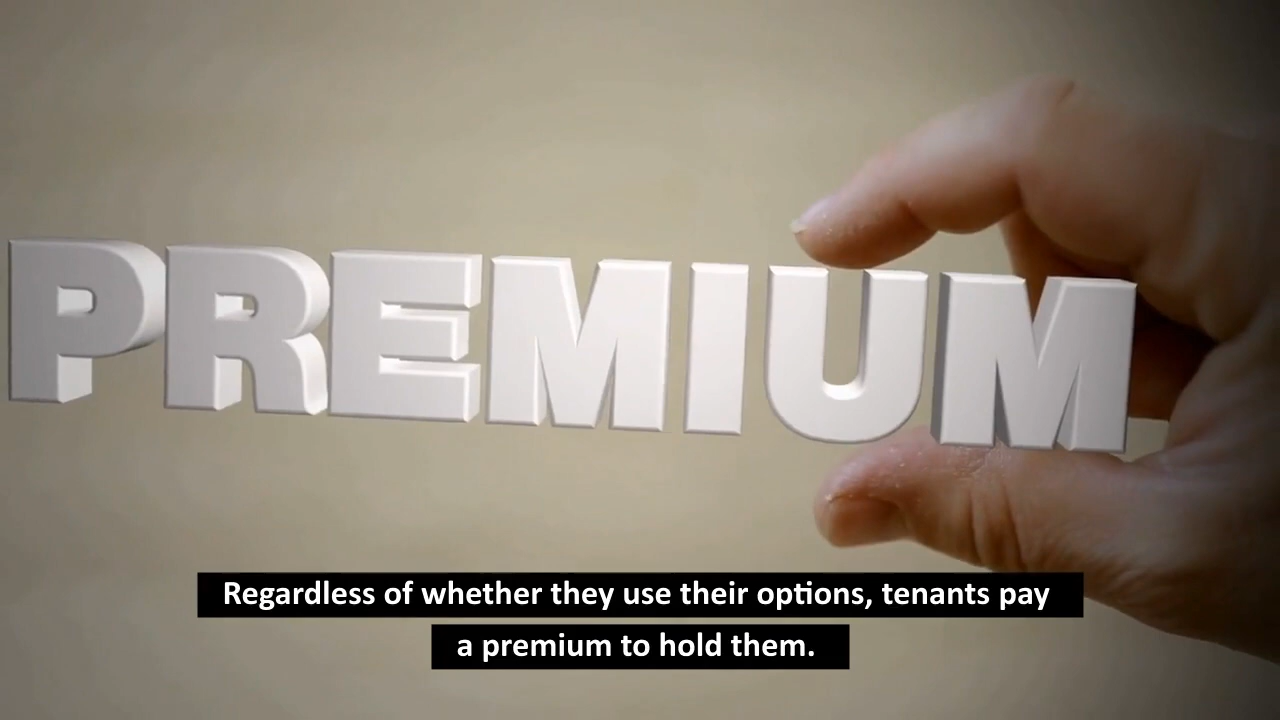 PREMIUM
Regardless of whether they use their options, tenants pay
a premium to hold them.